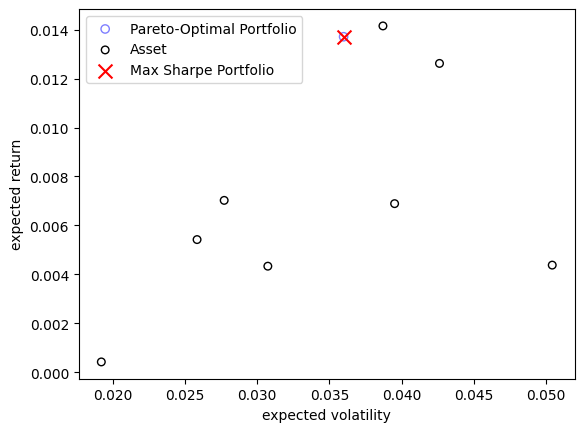 Pareto-Optimal Portfolio
Asset
Max Sharpe Portfolio
expected return
0.014
0.012
0.010
0.008
0.006
0.004
0.002
0.000
0.020 0.025 0.030 0.035 0.040 0.045 0.050
expected volatility